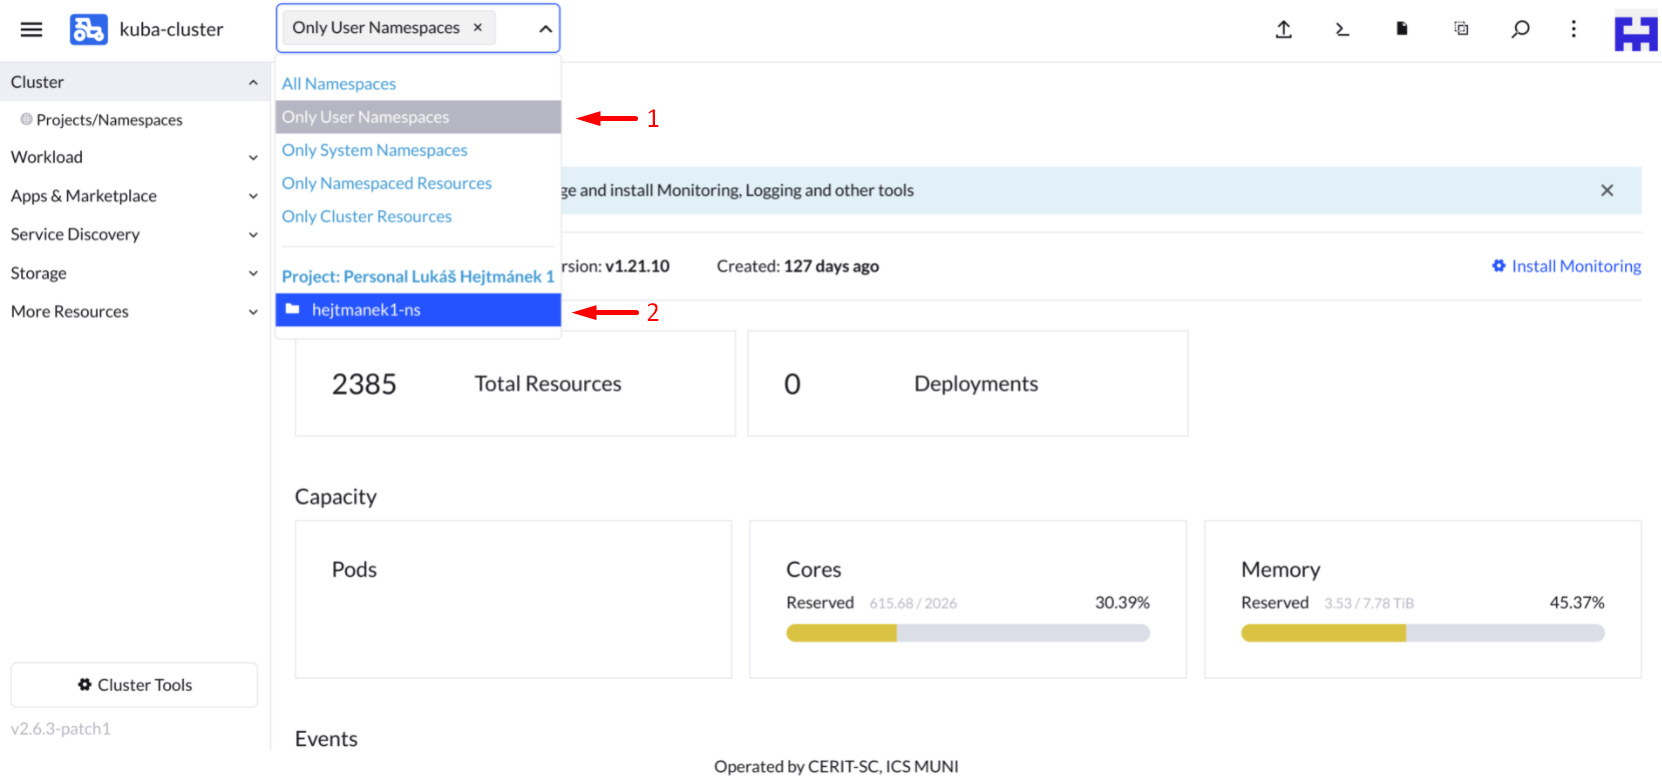 kuba-cluster
Only User Namespaces ×
Cluster
Projects/Namespaces
Workload
Apps & Marketplace
Service Discovery
Storage
More Resources
All Namespaces
Only User Namespaces
1
Only System Namespaces
Only Namespaced Resources
Only Cluster Resources
Project: Personal Lukáš Hejtmánek 1
hejtmanek1-ns
2
ge and install Monitoring, Logging and other tools
rsion: v1.21.10
Created: 127 days ago
Install Monitoring
2385 Total Resources
0 Deployments
Capacity
Pods
Cores
Reserved 615.68 / 2026 30.39%
Memory
Reserved 3.53 / 7.78 TiB 45.37%
Cluster Tools
v2.6.3-patch1
Events
Operated by CERIT-SC, ICS MUNI